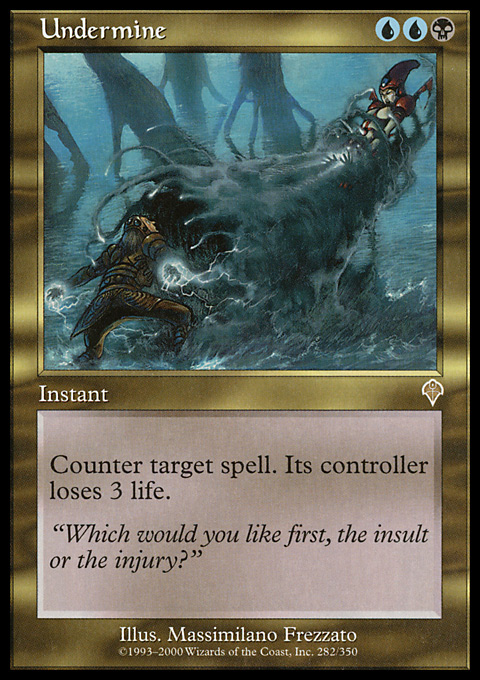 Undermine
Instant
Counter target spell. Its controller
loses 3 life.
“Which would you like first, the insult
or the injury?”
Illus. Massimilano Frezzato
©1993–2000 Wizards of the Coast, Inc. 282/350